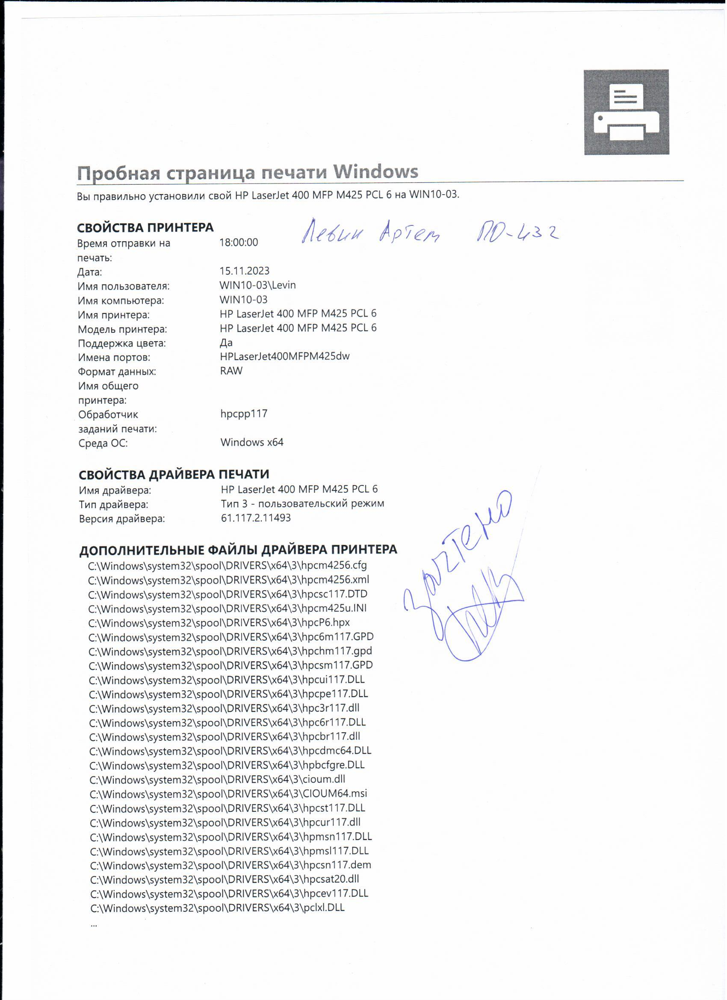 Пробная страница печати Windows
Вы правильно установили свой HP LaserJet 400 MFP M425 PCL 6 на WIN10-03.
СВОЙСТВА ПРИНТЕРА
Левин Артем ПО-432
Время отправки на печать: 18:00:00
Дата: 15.11.2023
Имя пользователя: WIN10-03\Levin
Имя компьютера: WIN10-03
Имя принтера: HP LaserJet 400 MFP M425 PCL 6
Модель принтера: HP LaserJet 400 MFP M425 PCL 6
Поддержка цвета: Да
Имена портов: HPLaserJet400MFPM425dw
Формат данных: RAW
Имя общего принтера:
Обработчик заданий печати: hpcpp117
Среда ОС: Windows x64
СВОЙСТВА ДРАЙВЕРА ПЕЧАТИ
Имя драйвера: HP LaserJet 400 MFP M425 PCL 6
Тип драйвера: Тип 3 - пользовательский режим
Версия драйвера: 61.117.2.11493
зачтено
ДОПОЛНИТЕЛЬНЫЕ ФАЙЛЫ ДРАЙВЕРА ПРИНТЕРА
C:\Windows\system32\spool\DRIVERS\x64\3\hpcm4256.cfg
C:\Windows\system32\spool\DRIVERS\x64\3\hpcm4256.xml
C:\Windows\system32\spool\DRIVERS\x64\3\hpcsc117.DTD
C:\Windows\system32\spool\DRIVERS\x64\3\hpcm425u.INI
C:\Windows\system32\spool\DRIVERS\x64\3\hpcP6.hpx
C:\Windows\system32\spool\DRIVERS\x64\3\hpc6m117.GPD
C:\Windows\system32\spool\DRIVERS\x64\3\hpchm117.gpd
C:\Windows\system32\spool\DRIVERS\x64\3\hpcsm117.GPD
C:\Windows\system32\spool\DRIVERS\x64\3\hpcui117.DLL
C:\Windows\system32\spool\DRIVERS\x64\3\hpcpe117.DLL
C:\Windows\system32\spool\DRIVERS\x64\3\hpc3r117.dll
C:\Windows\system32\spool\DRIVERS\x64\3\hpc6r117.DLL
C:\Windows\system32\spool\DRIVERS\x64\3\hpcbr117.dll
C:\Windows\system32\spool\DRIVERS\x64\3\hpcdmc64.DLL
C:\Windows\system32\spool\DRIVERS\x64\3\hpbcfgre.DLL
C:\Windows\system32\spool\DRIVERS\x64\3\cioum.dll
C:\Windows\system32\spool\DRIVERS\x64\3\CIOUM64.msi
C:\Windows\system32\spool\DRIVERS\x64\3\hpcst117.DLL
C:\Windows\system32\spool\DRIVERS\x64\3\hpcur117.dll
C:\Windows\system32\spool\DRIVERS\x64\3\hpmsn117.DLL
C:\Windows\system32\spool\DRIVERS\x64\3\hpmsl117.DLL
C:\Windows\system32\spool\DRIVERS\x64\3\hpcsn117.dem
C:\Windows\system32\spool\DRIVERS\x64\3\hpcsat20.dll
C:\Windows\system32\spool\DRIVERS\x64\3\hpcev117.DLL
C:\Windows\system32\spool\DRIVERS\x64\3\pclxl.DLL
...